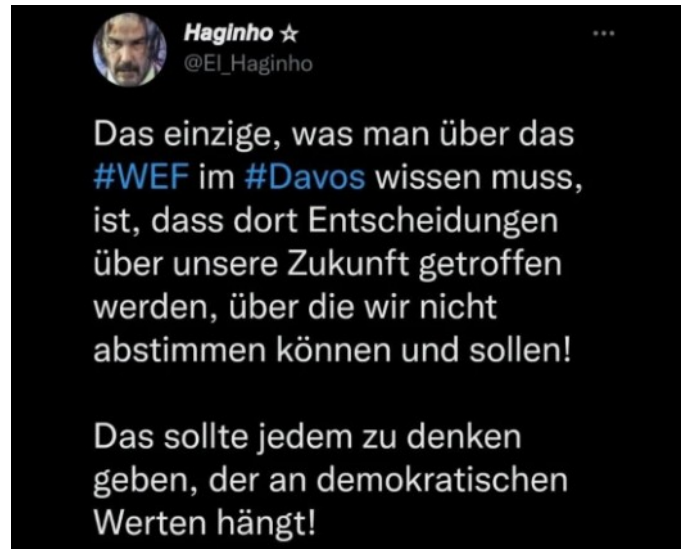 Haginho ☆
@El_Haginho
Das einzige, was man über das
#WEF im #Davos wissen muss,
ist, dass dort Entscheidungen
über unsere Zukunft getroffen
werden, über die wir nicht
abstimmen können und sollen!
Das sollte jedem zu denken
geben, der an demokratischen
Werten hängt!